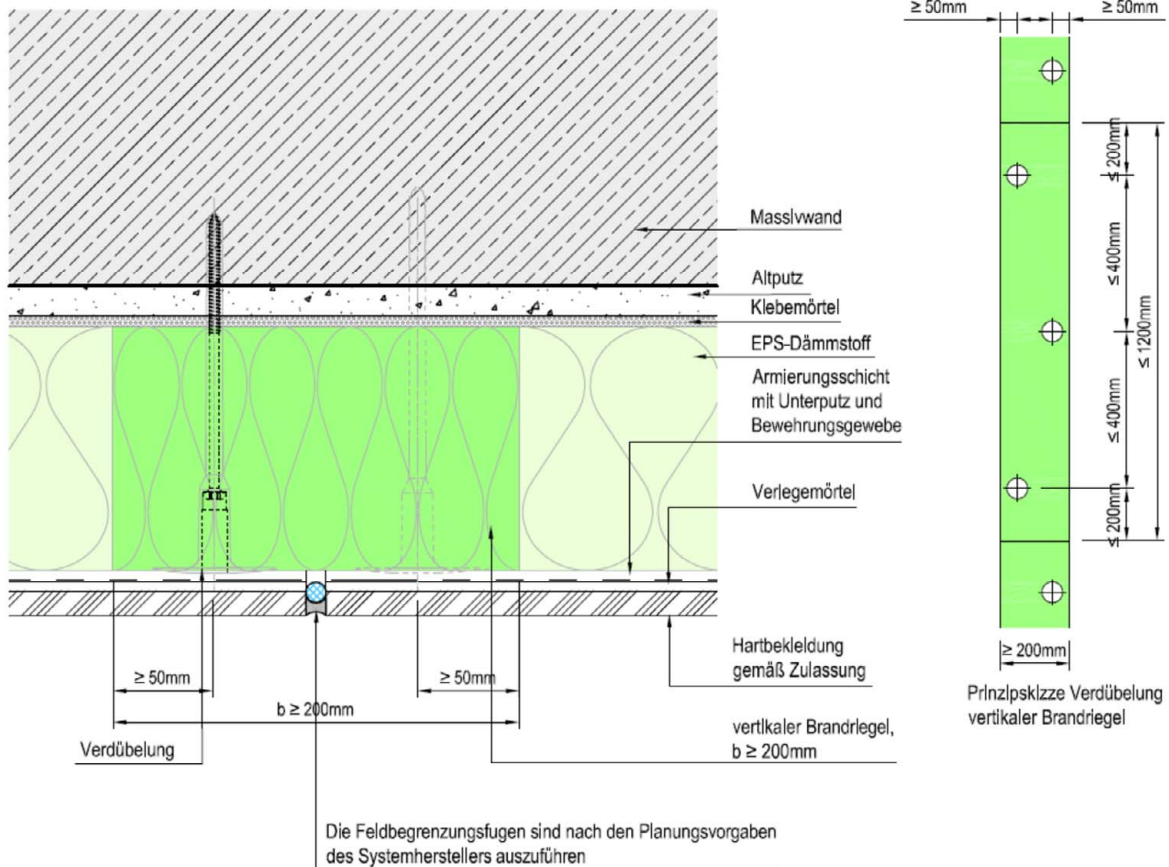 ≥ 50mm
≥ 50mm
Massivwand
Altputz
Klebemörtel
EPS-Dämmstoff
Armierungsschicht
mit Unterputz und
Bewehrungsgewebe
Verlegemörtel
≤ 200mm
≤ 400mm
≤ 1200mm
≤ 400mm
≤ 200mm
≥ 50mm
≥ 50mm
b ≥ 200mm
Verdübelung
Hartbekleidung
gemäß Zulassung
vertikaler Brandriegel,
b ≥ 200mm
≥ 200mm
Prinzipskizze Verdübelung
vertikaler Brandriegel
Die Feldbegrenzungsfugen sind nach den Planungsvorgaben
des Systemherstellers auszuführen